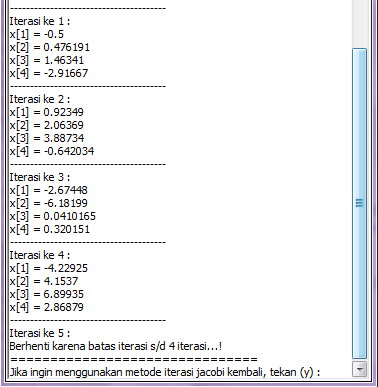 ----------------------------------------
Iterasi ke 1 :
x[1] = -0.5
x[2] = 0.476191
x[3] = 1.46341
x[4] = -2.91667
----------------------------------------
Iterasi ke 2 :
x[1] = 0.92349
x[2] = 2.06369
x[3] = 3.88734
x[4] = -0.642034
----------------------------------------
Iterasi ke 3 :
x[1] = -2.67448
x[2] = -6.18199
x[3] = 0.0410165
x[4] = 0.320151
----------------------------------------
Iterasi ke 4 :
x[1] = -4.22925
x[2] = 4.1537
x[3] = 6.89935
x[4] = 2.86879
----------------------------------------
Iterasi ke 5 :
Berhenti karena batas iterasi s/d 4 iterasi...!
==============================
Jika ingin menggunakan metode iterasi jacobi kembali, tekan (y) :